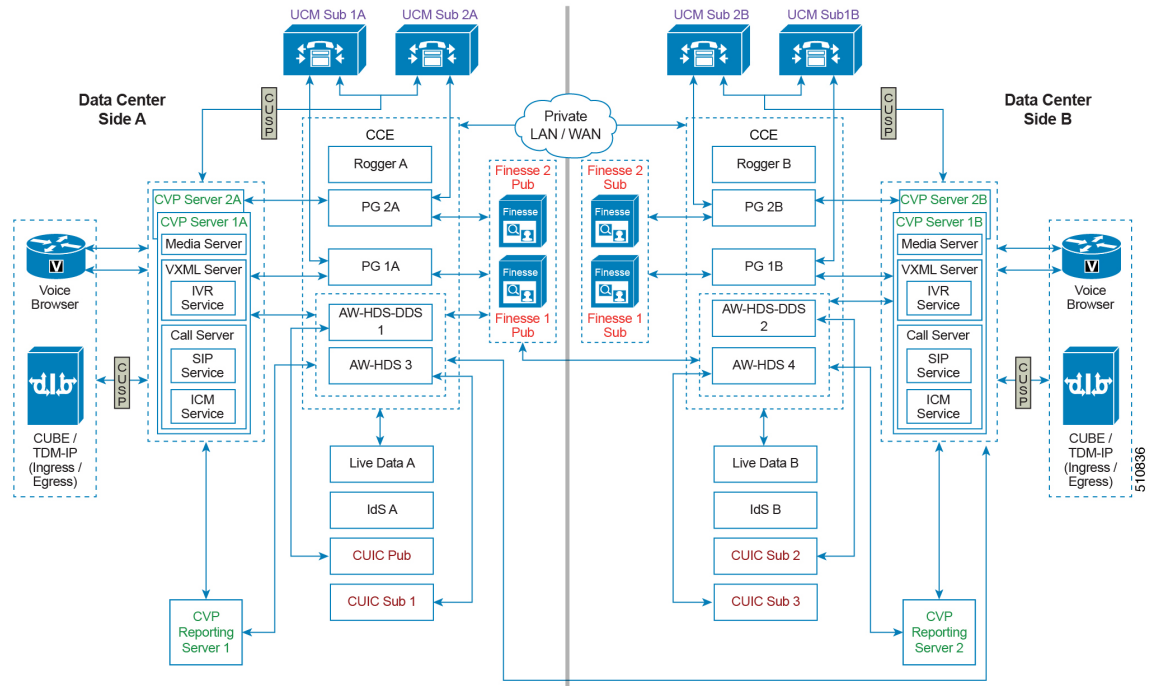 UCM Sub 1A
UCM Sub 2A
UCM Sub 2B
UCM Sub1B
Data Center
Side A
CUSP
Private
LAN / WAN
CUSP
Data Center
Side B
CCE
Rogger A
PG 2A
PG 1A
AW-HDS-DDS
1
AW-HDS 3
Finesse 2
Pub
Finesse
Finesse
Finesse 1
Pub
Finesse 2
Sub
Finesse
Finesse
Finesse 1
Sub
CCE
Rogger B
PG 2B
PG 1B
AW-HDS-DDS
2
AW-HDS 4
CVP Server 2A
CVP Server 1A
Media Server
VXML Server
IVR
Service
Call Server
SIP
Service
ICM
Service
V
Voice
Browser
CUSP
d.l.b
CUBE /
TDM-IP
(Ingress /
Egress)
CVP Server 2B
CVP Server 1B
Media Server
VXML Server
IVR
Service
Call Server
SIP
Service
ICM
Service
V
Voice
Browser
CUSP
d.l.b
CUBE /
TDM-IP
(Ingress /
Egress)
Live Data A
IdS A
CUIC Pub
CUIC Sub 1
Live Data B
IdS B
CUIC Sub 2
CUIC Sub 3
CVP
Reporting
Server 1
CVP
Reporting
Server 2
510836